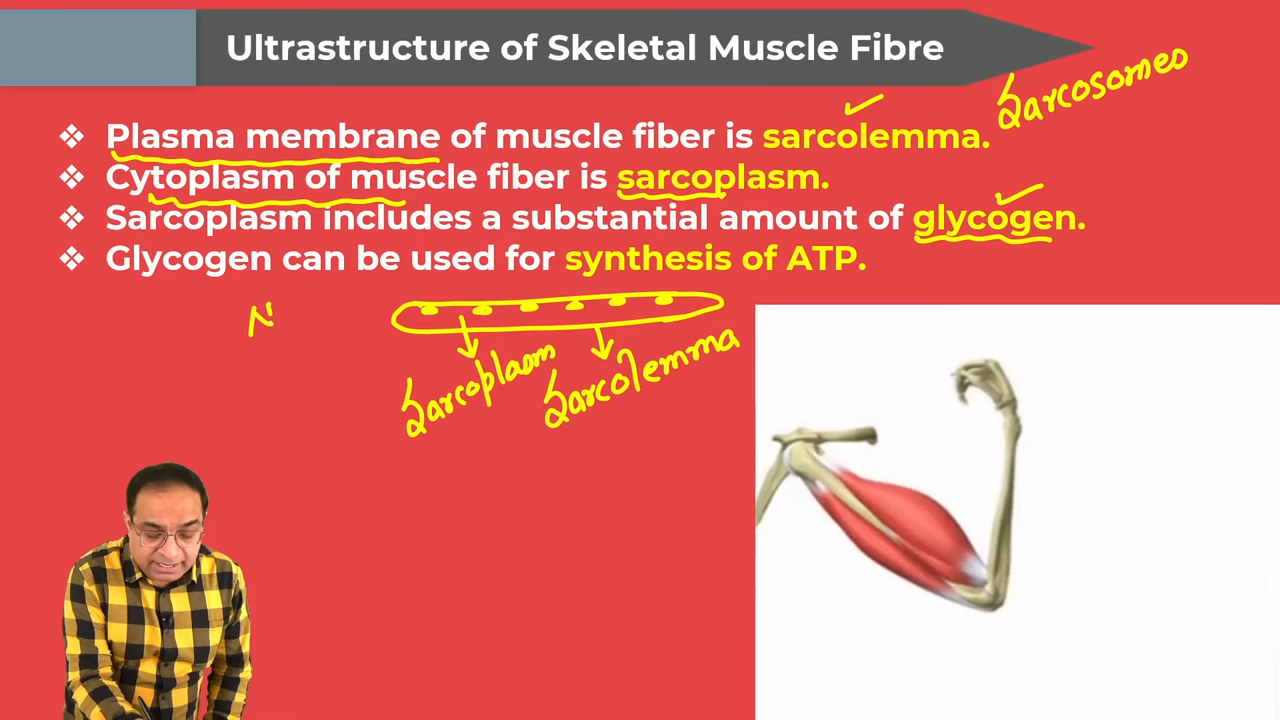 Ultrastructure of Skeletal Muscle Fibre
Sarcosomes
❖ Plasma membrane of muscle fiber is sarcolemma.
❖ Cytoplasm of muscle fiber is sarcoplasm.
❖ Sarcoplasm includes a substantial amount of glycogen.
❖ Glycogen can be used for synthesis of ATP.
Sarcoplasm
Sarcolemma